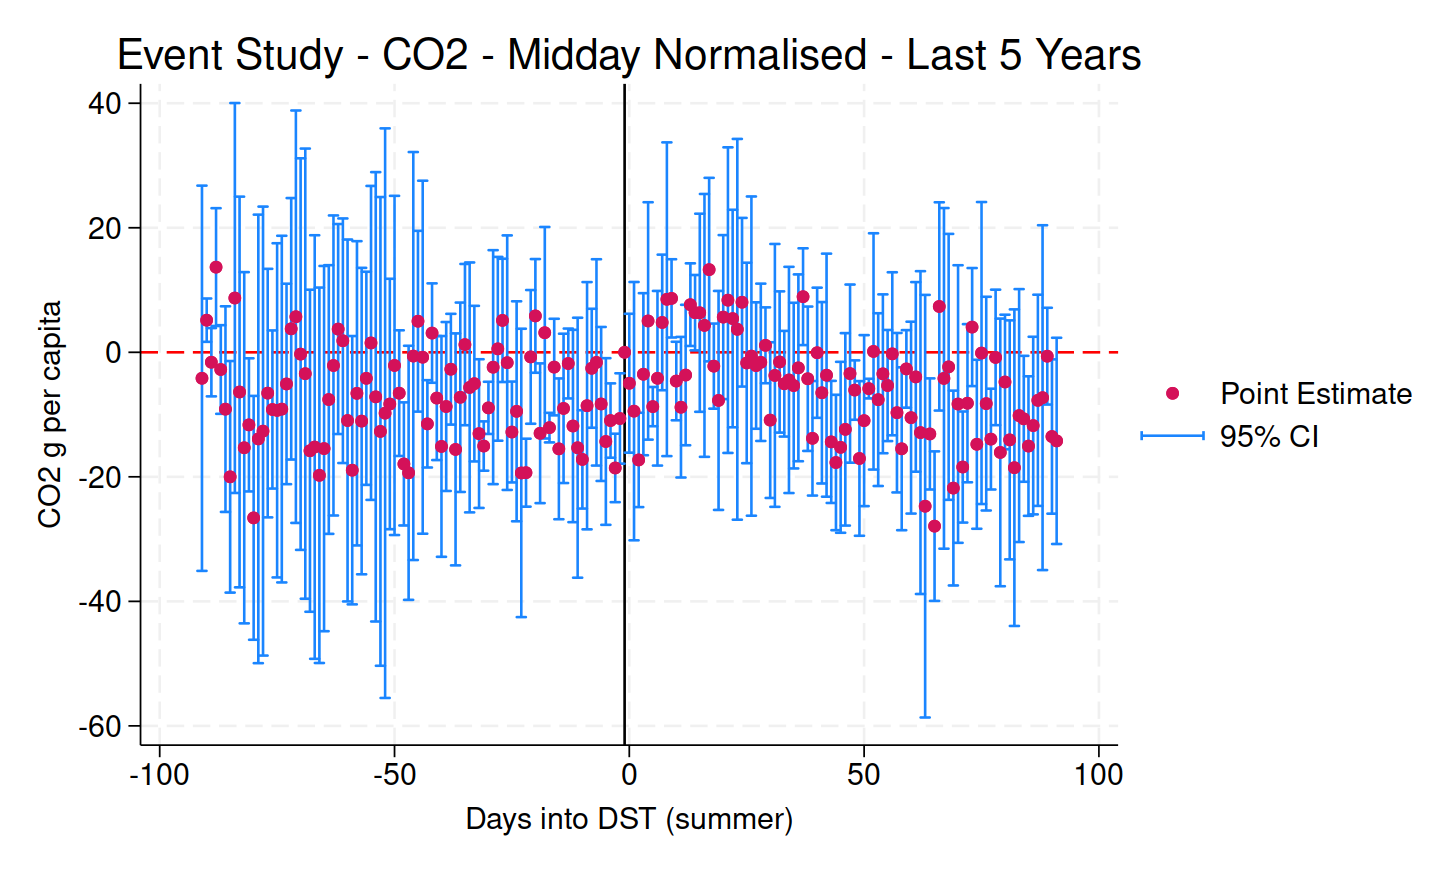 Event Study - CO2 - Midday Normalised - Last 5 Years
40
20
0
-20
-40
-60
CO2 g per capita
-100
-50
0
50
100
Days into DST (summer)
Point Estimate
95% CI